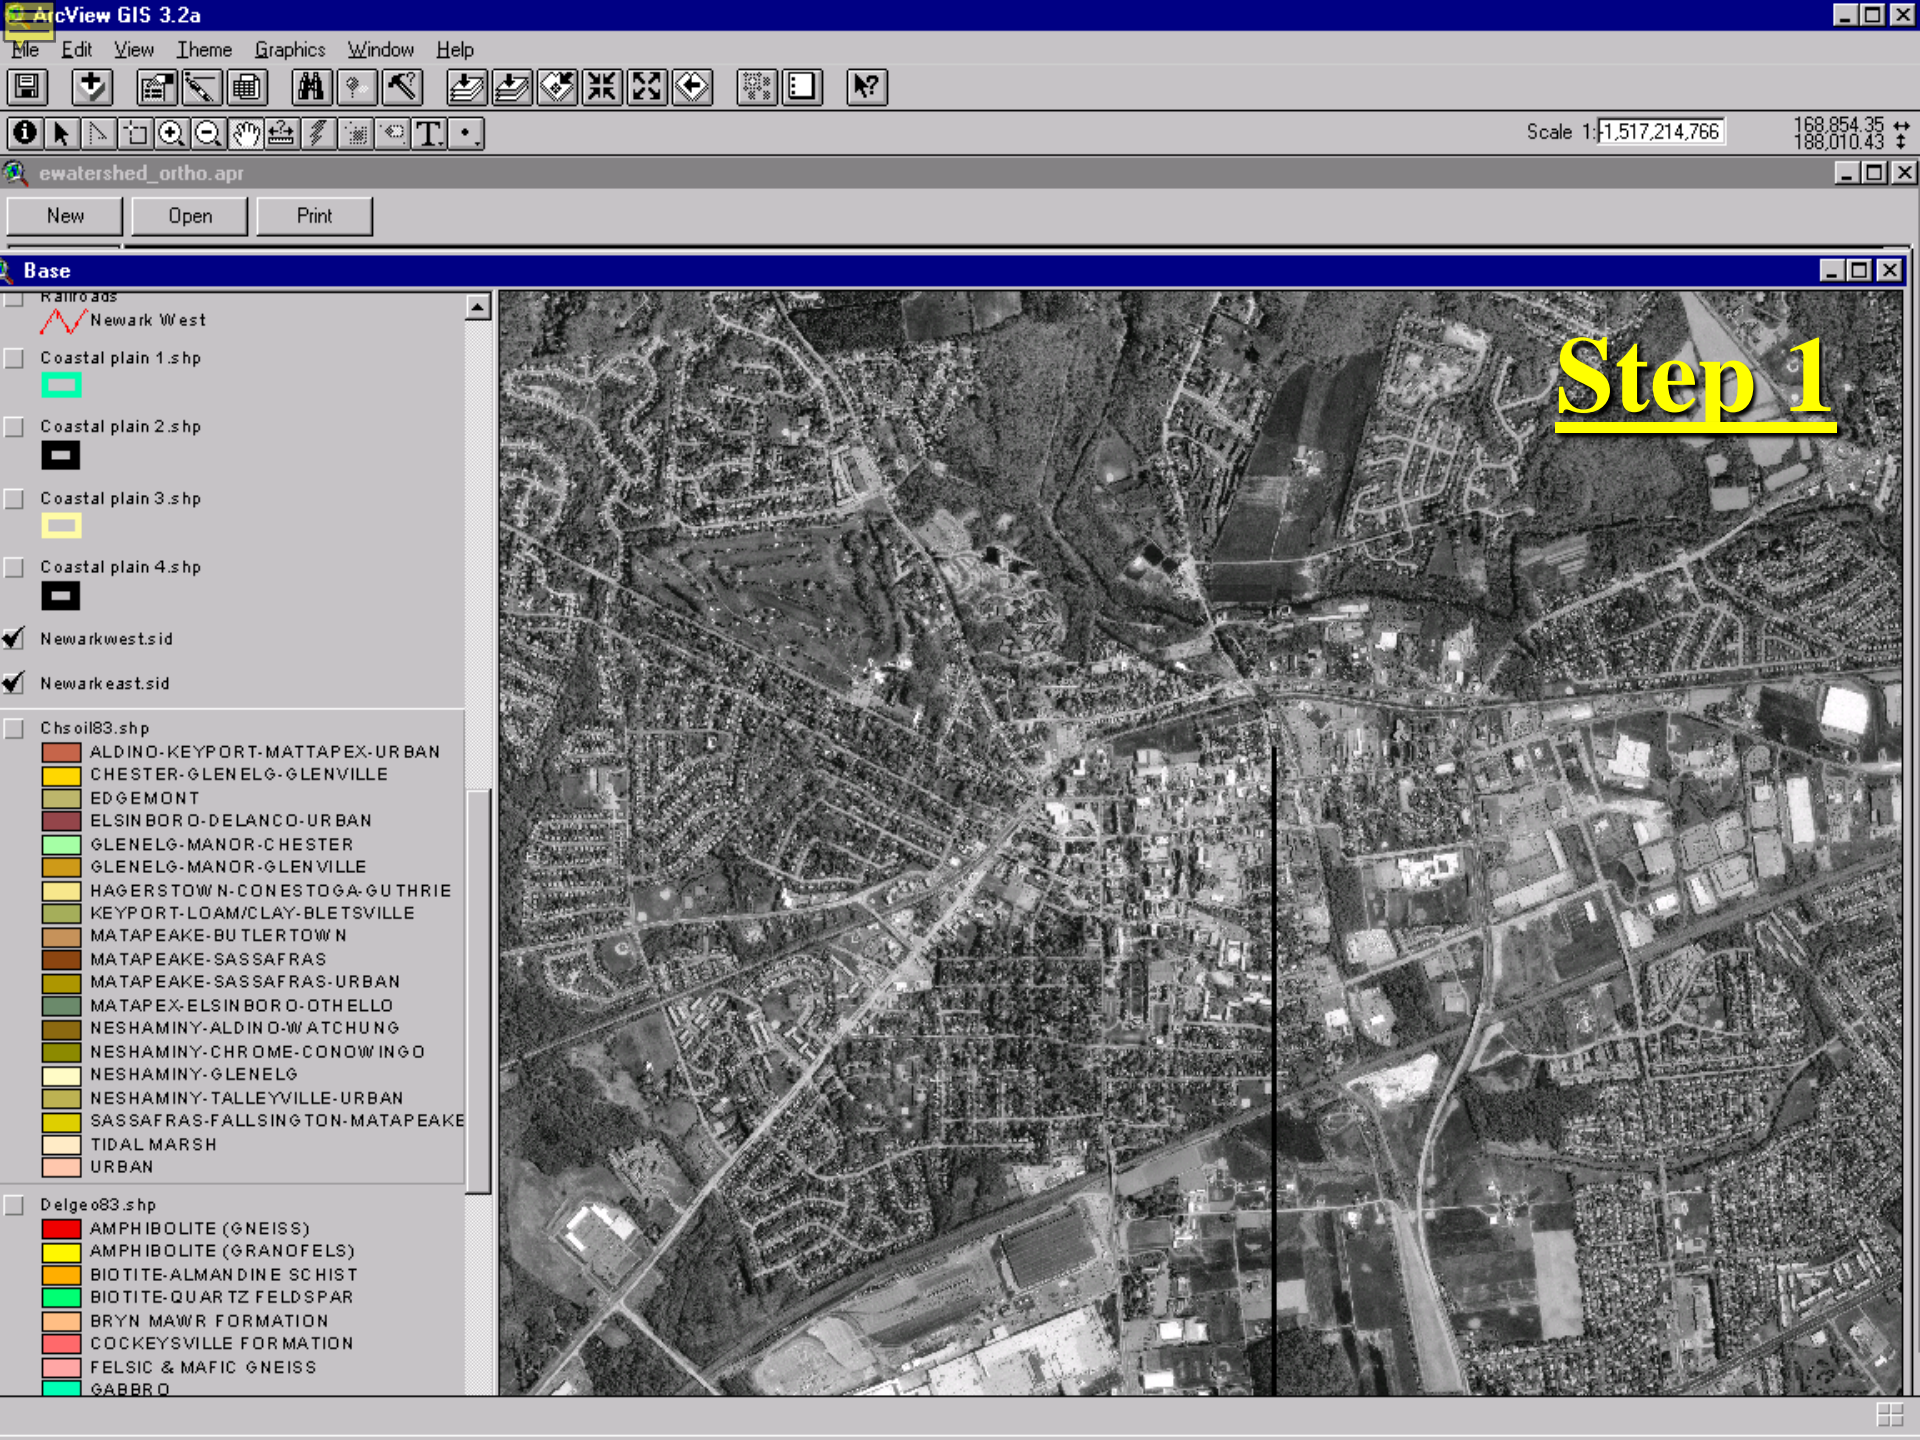 ArcView GIS 3.2a
File Edit View Theme Graphics Window Help
Scale 1:-1,517,214,766
168,854.35
188,010.43
ewatershed_ortho.apr
New Open Print
Base
Railroads
Newark West
Coastal plain 1.shp
Coastal plain 2.shp
Coastal plain 3.shp
Coastal plain 4.shp
Newarkwest.sid
Newarkeast.sid
Chsoil83.shp
ALDINO-KEYPORT-MATTAPEX-URBAN
CHESTER-GLENELG-GLENVILLE
EDGEMONT
ELSINBORO-DELANCO-URBAN
GLENELG-MANOR-CHESTER
GLENELG-MANOR-GLENVILLE
HAGERSTOWN-CONESTOGA-GUTHRIE
KEYPORT-LOAM/CLAY-BLETSVILLE
MATAPEAKE-BUTLERTOWN
MATAPEAKE-SASSAFRAS
MATAPEAKE-SASSAFRAS-URBAN
MATAPEX-ELSINBORO-OTHELLO
NESHAMINY-ALDINO-WATCHUNG
NESHAMINY-CHROME-CONOWINGO
NESHAMINY-GLENELG
NESHAMINY-TALLEYVILLE-URBAN
SASSAFRAS-FALLSINGTON-MATAPEAKE
TIDAL MARSH
URBAN
Delgeo83.shp
AMPHIBOLITE (GNEISS)
AMPHIBOLITE (GRANOFELS)
BIOTITE-ALMANDINE SCHIST
BIOTITE-QUARTZ FELDSPAR
BRYN MAWR FORMATION
COCKEYSVILLE FORMATION
FELSIC & MAFIC GNEISS
GABBRO
Step 1